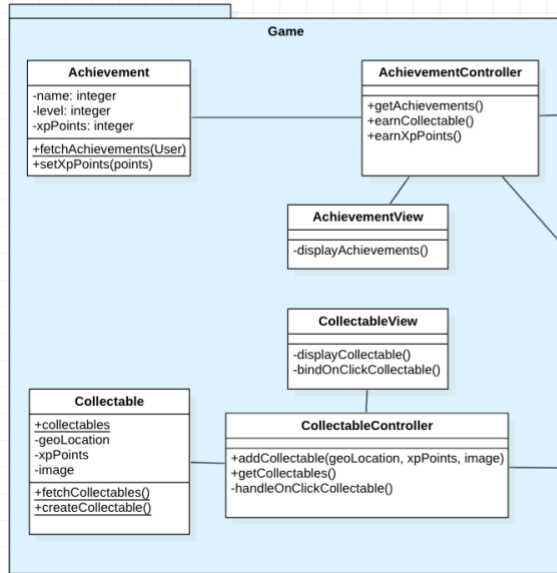 Game
Achievement
-name: integer
-level: integer
-xpPoints: integer
+fetchAchievements(User)
+setXpPoints(points)
AchievementController
+getAchievements()
+earnCollectable()
+earnXpPoints()
AchievementView
-displayAchievements()
CollectableView
-displayCollectable()
-bindOnClickCollectable()
Collectable
+collectables
-geoLocation
-xpPoints
-image
+fetchCollectables()
+createCollectable()
CollectableController
+addCollectable(geoLocation, xpPoints, image)
+getCollectables()
-handleOnClickCollectable()